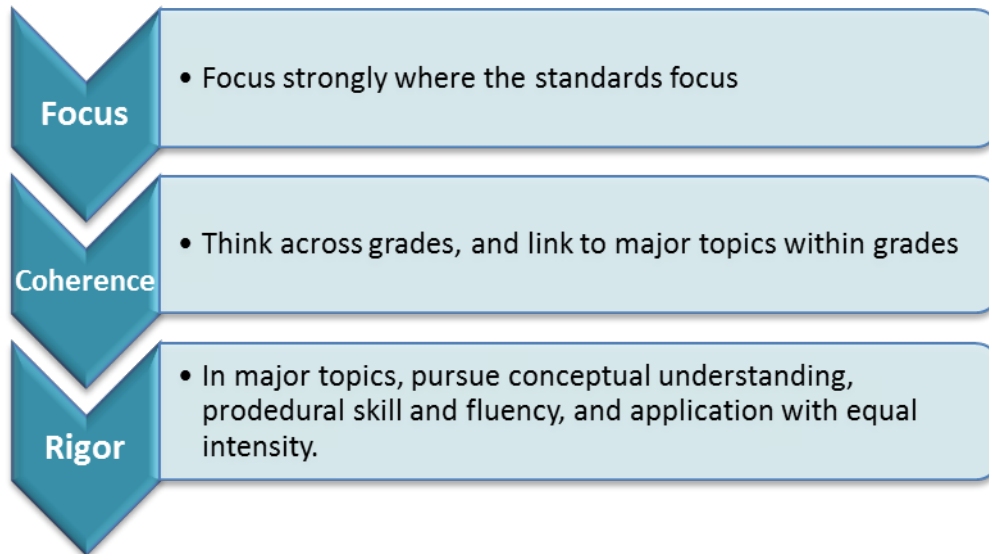 Focus
• Focus strongly where the standards focus
Coherence
• Think across grades, and link to major topics within grades
Rigor
• In major topics, pursue conceptual understanding,
prodedural skill and fluency, and application with equal
intensity.